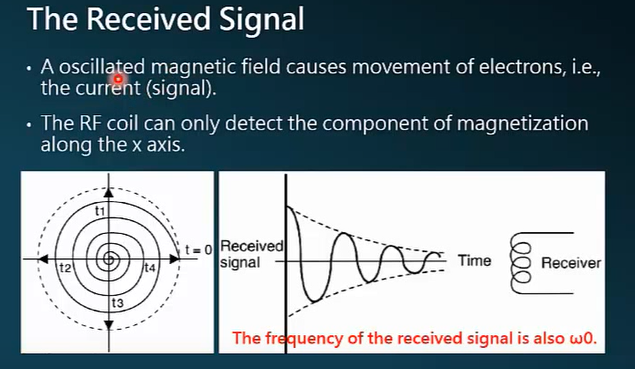 The Received Signal
• A oscillated magnetic field causes movement of electrons, i.e.,
the current (signal).
• The RF coil can only detect the component of magnetization
along the x axis.
t1
t = 0
t2
t4
t3
Received
signal
Time
Receiver
The frequency of the received signal is also ω0.